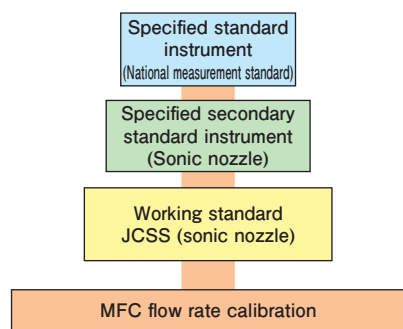 Specified standard
instrument
(National measurement standard)
Specified secondary
standard instrument
(Sonic nozzle)
Working standard
JCSS (sonic nozzle)
MFC flow rate calibration